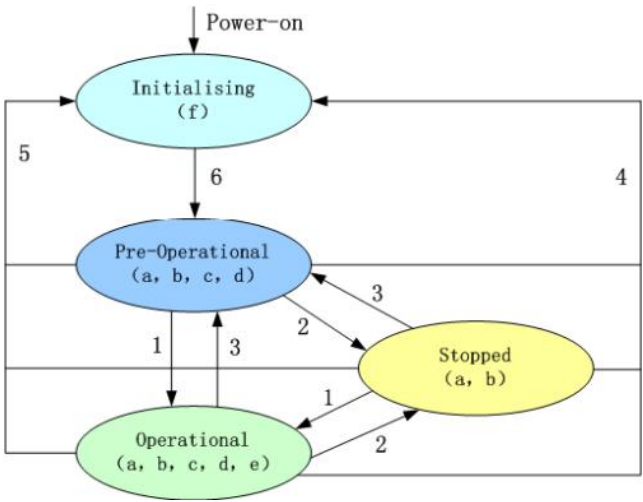 Power-on
Initialising
(f)
5
4
6
Pre-Operational
(a, b, c, d)
3
2
1
3
Stopped
(a, b)
1
Operational
(a, b, c, d, e)
2